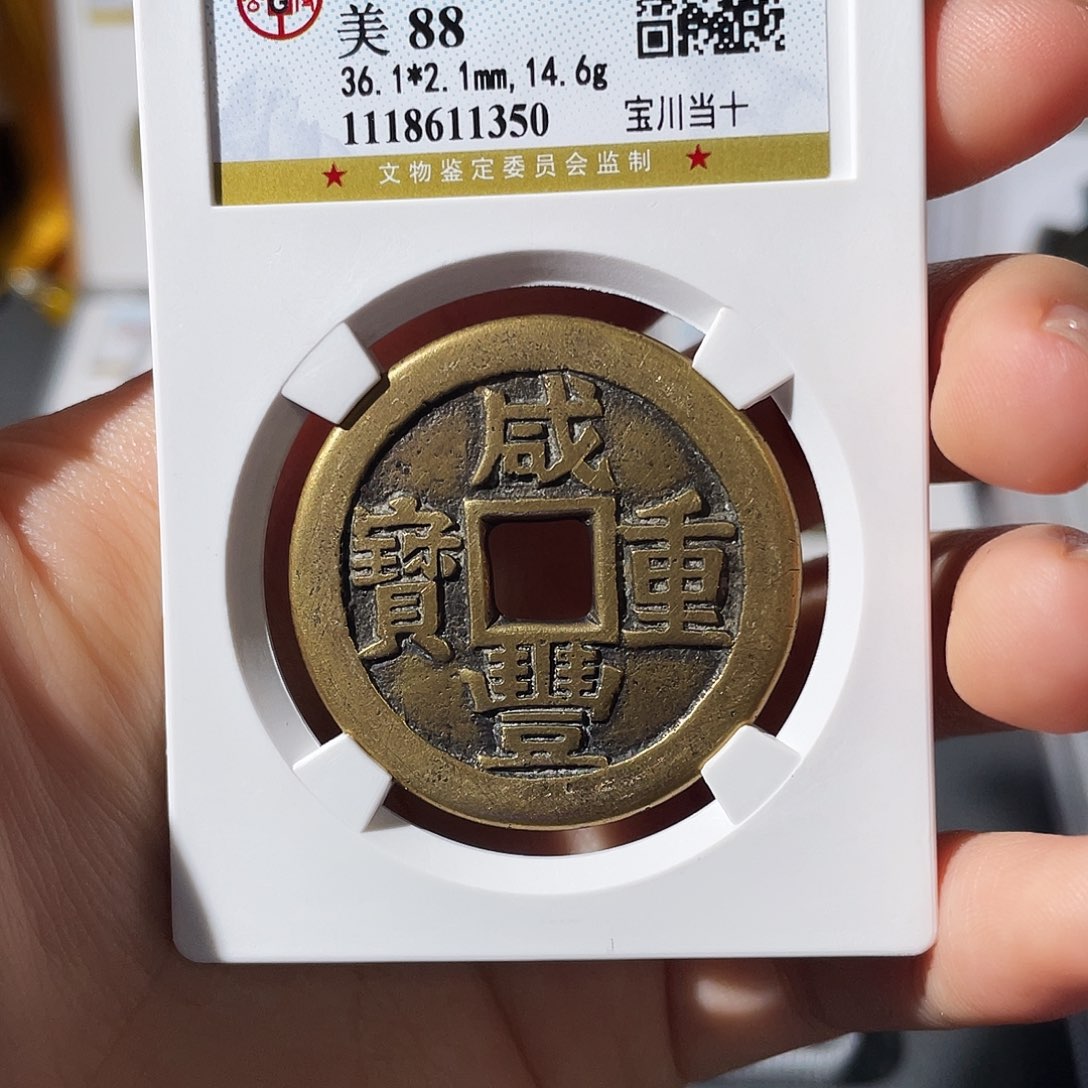 美 88
36.1*2.1mm,14.6g
1118611350 宝川当十
★ 文物鉴定委员会监制 ★
咸
寶 重
豐